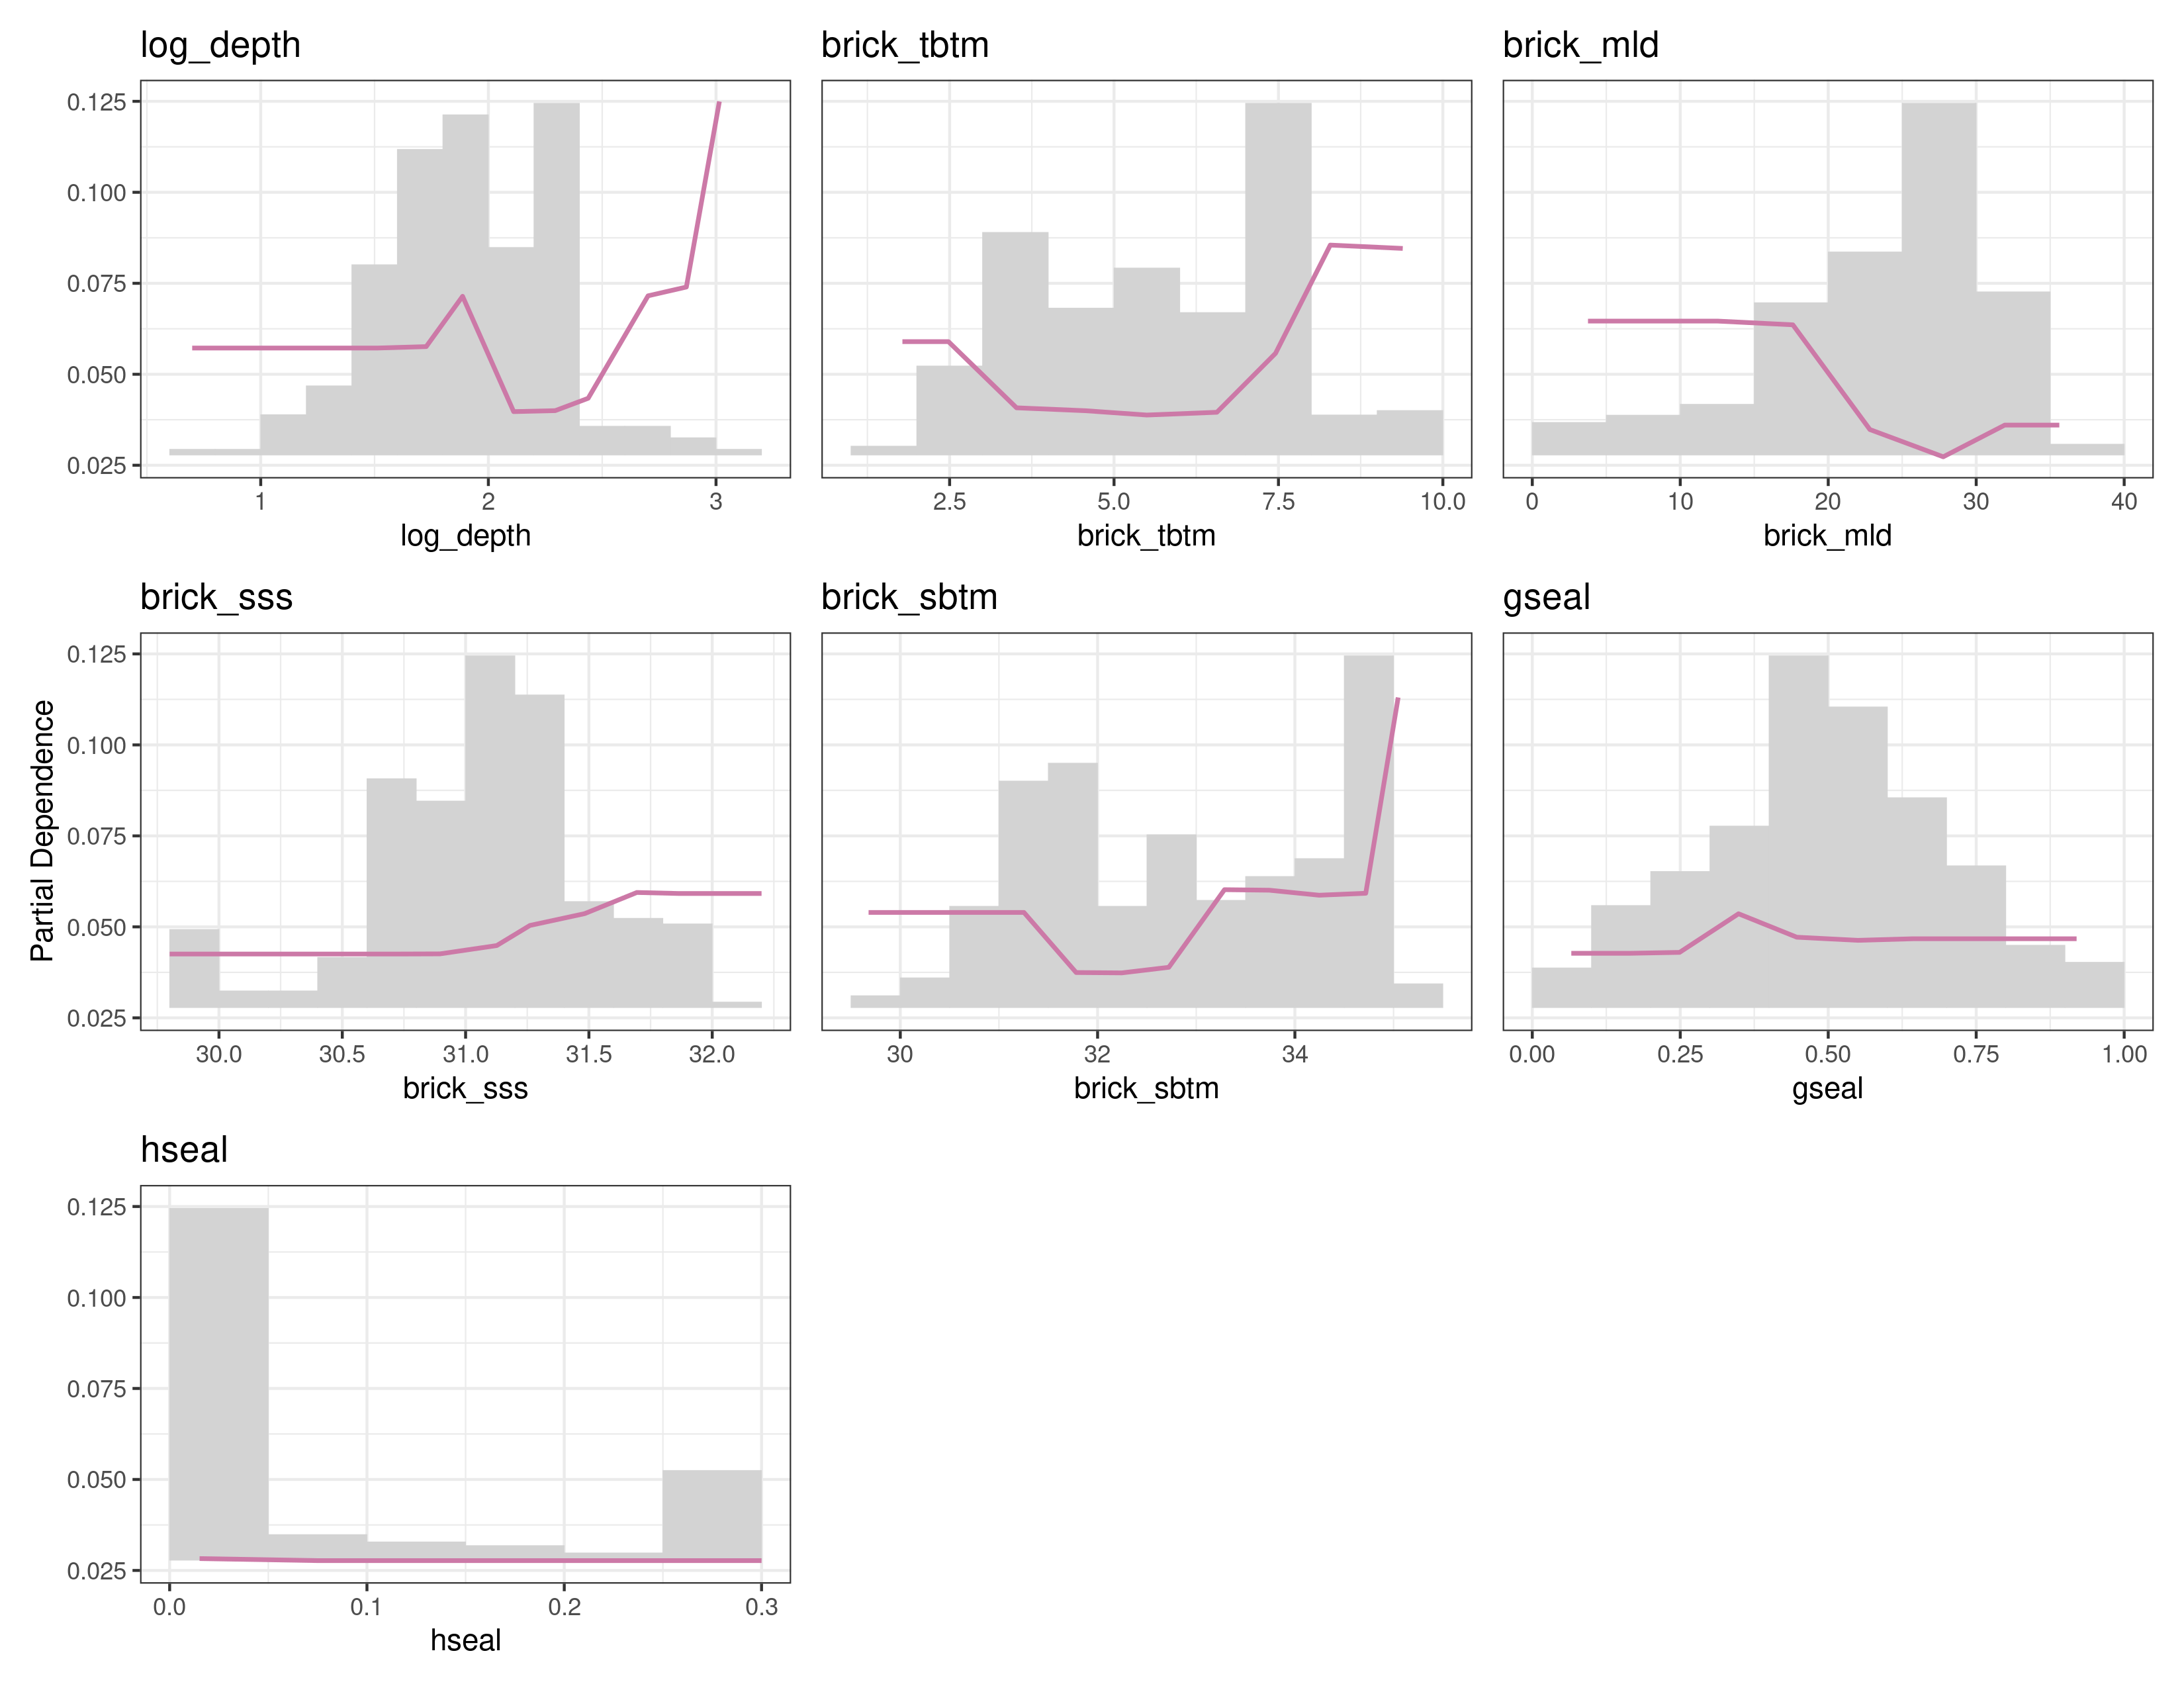 log_depth
brick_tbtm
brick_mld
0.125
0.100
0.075
0.050
0.025
1 2 3
2.5 5.0 7.5 10.0
0 10 20 30 40
log_depth
brick_tbtm
brick_mld
brick_sss
brick_sbtm
gseal
Partial Dependence
0.125
0.100
0.075
0.050
0.025
30.0 30.5 31.0 31.5 32.0
30 32 34
0.00 0.25 0.50 0.75 1.00
brick_sss
brick_sbtm
gseal
hseal
0.125
0.100
0.075
0.050
0.025
0.0 0.1 0.2 0.3
hseal